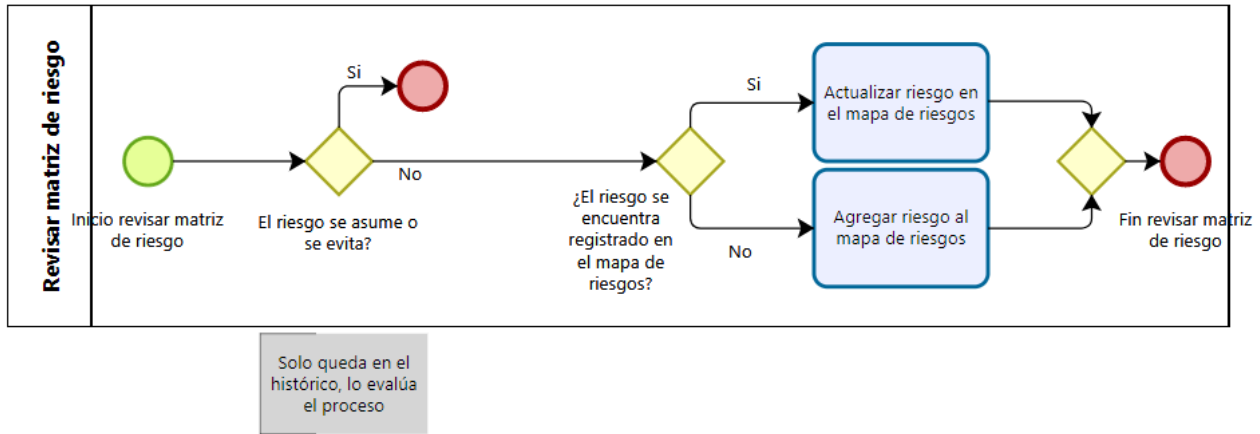 Revisar matriz de riesgo
Inicio revisar matriz
de riesgo
El riesgo se asume o
se evita?
Si
No
¿El riesgo se
encuentra
registrado en
el mapa de
riesgos?
Si
No
Actualizar riesgo en
el mapa de riesgos
Agregar riesgo al
mapa de riesgos
Fin revisar matriz
de riesgo
Solo queda en el
histórico, lo evalúa
el proceso